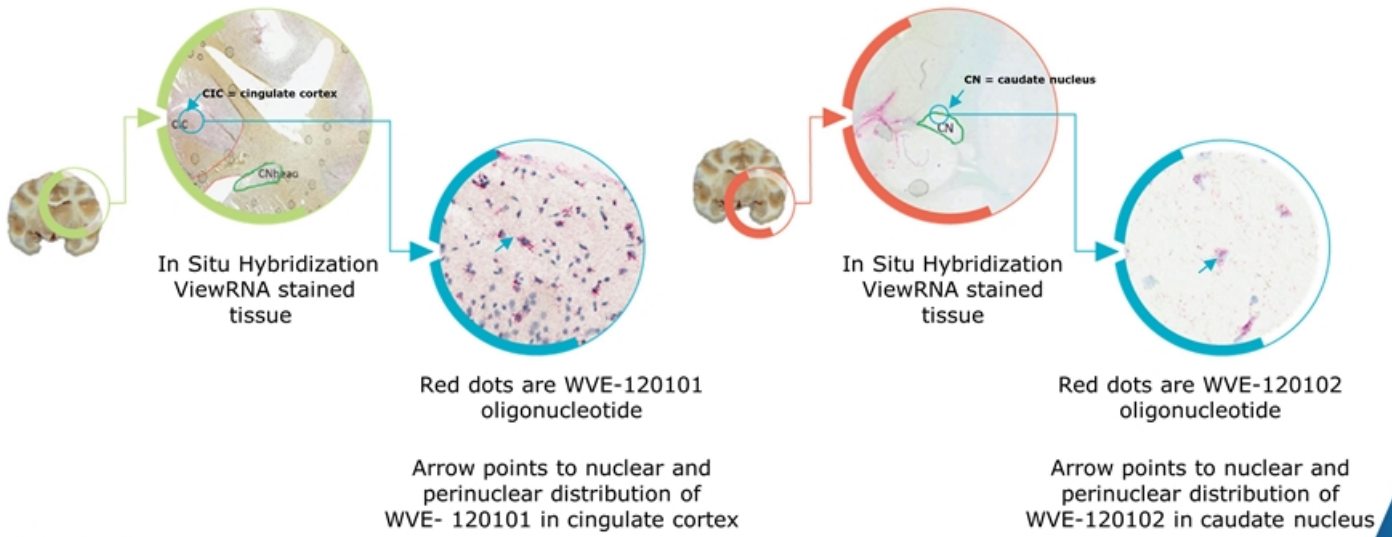 CIC = cingulate cortex
CIC
CNhead
In Situ Hybridization
ViewRNA stained
tissue
Red dots are WVE-120101
oligonucleotide
Arrow points to nuclear and
perinuclear distribution of
WVE- 120101 in cingulate cortex
CN = caudate nucleus
CN
In Situ Hybridization
ViewRNA stained
tissue
Red dots are WVE-120102
oligonucleotide
Arrow points to nuclear and
perinuclear distribution of
WVE-120102 in caudate nucleus